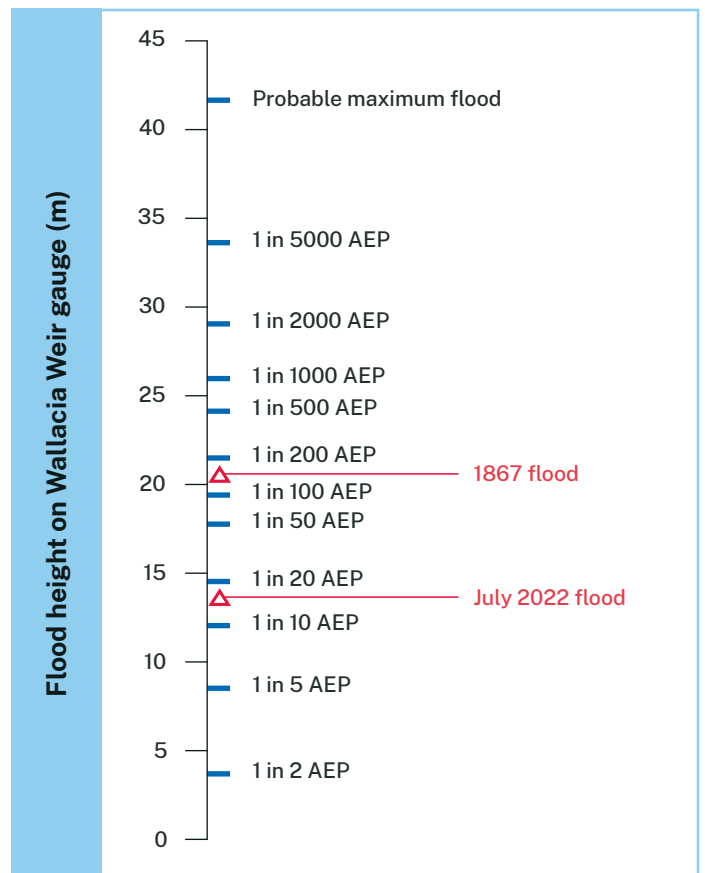 Flood height on Wallacia Weir gauge (m)
45
Probable maximum flood
40
35
1 in 5000 AEP
30
1 in 2000 AEP
1 in 1000 AEP
25
1 in 500 AEP
1 in 200 AEP
1867 flood
20
1 in 100 AEP
1 in 50 AEP
15
1 in 20 AEP
July 2022 flood
1 in 10 AEP
10
1 in 5 AEP
5
1 in 2 AEP
0